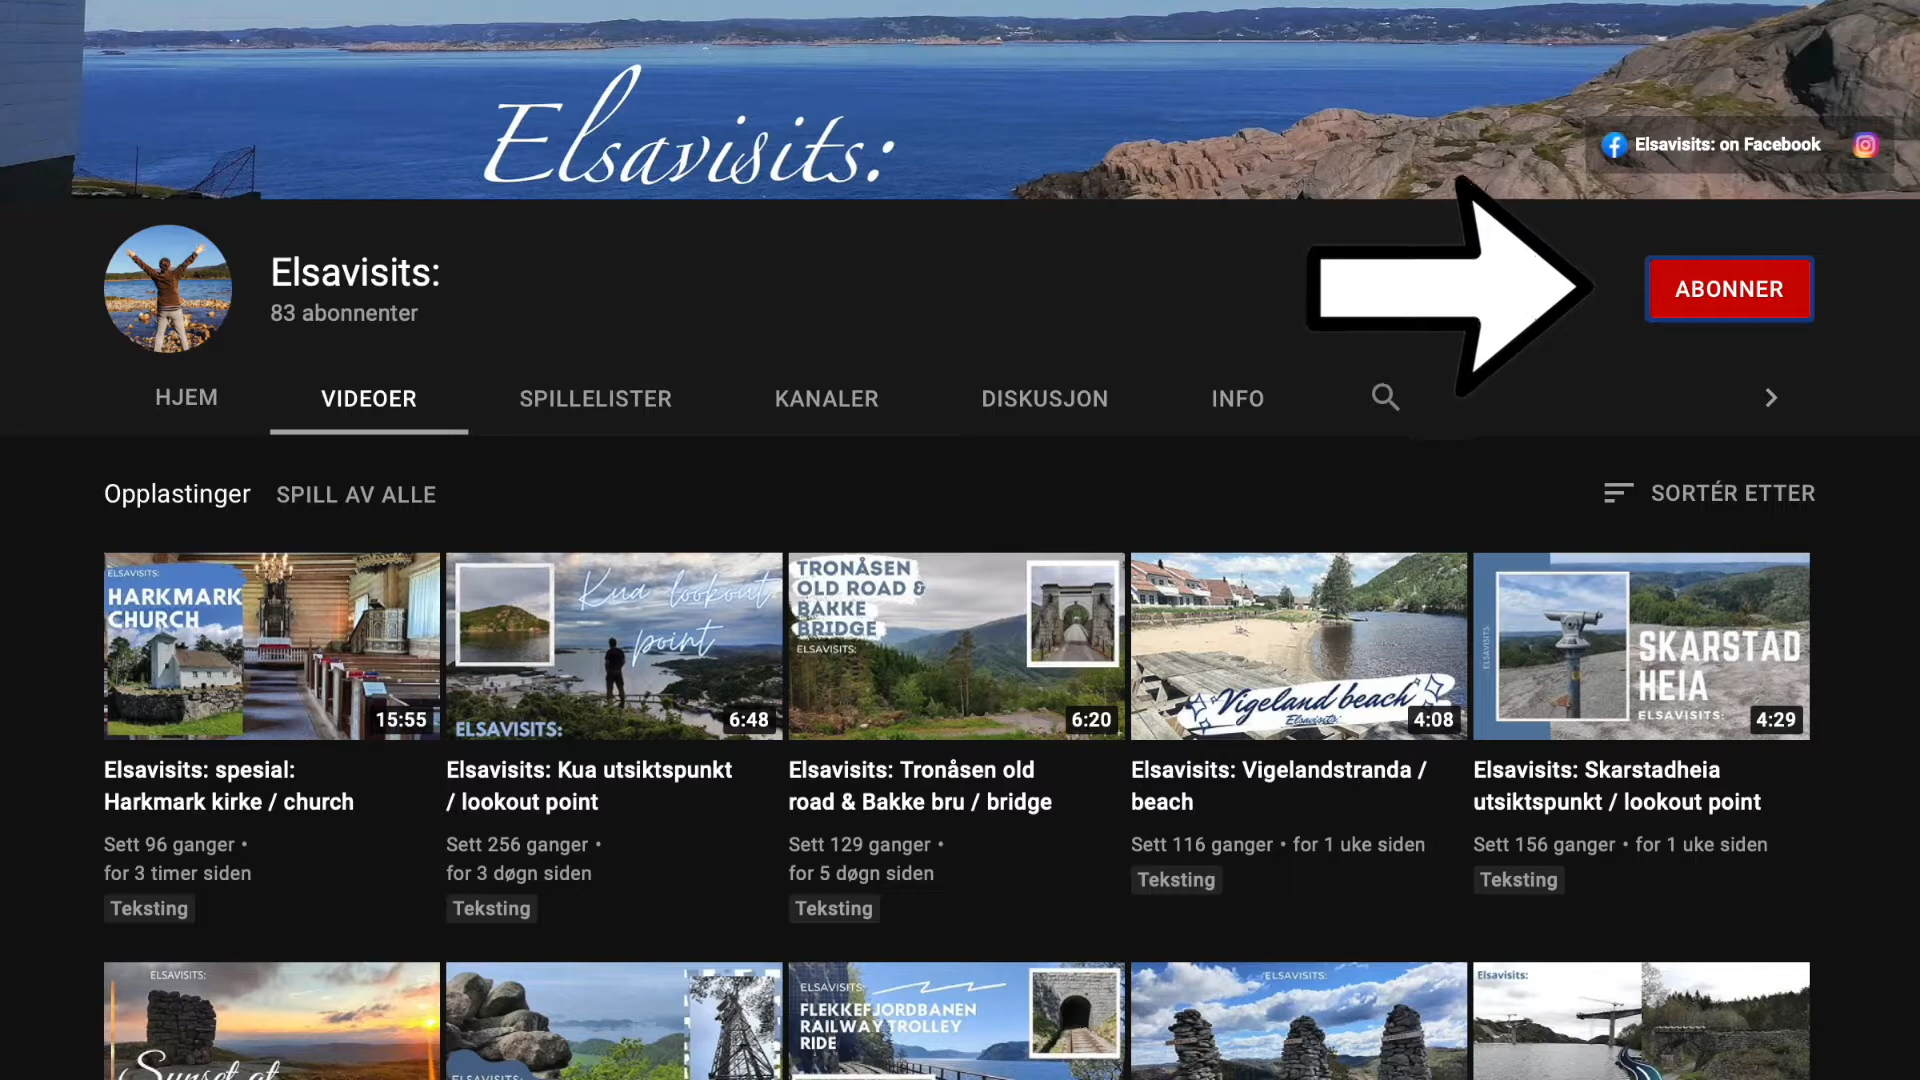 Elsavisits:
Elsavisits: on Facebook
Elsavisits:
83 abonnenter
ABONNER
HJEM
VIDEOER
SPILLELISTER
KANALER
DISKUSJON
INFO
Opplastinger
SPILL AV ALLE
SORTÉR ETTER
ELSAVISITS:
HARKMARK
CHURCH
15:55
Kua lookout
point
ELSAVISITS:
6:48
TRONÅSEN
OLD ROAD &
BAKKE
BRIDGE
ELSAVISITS:
6:20
Vigeland beach
Elsavisits:
4:08
ELSAVISITS:
SKARSTAD
HEIA
ELSAVISITS:
4:29
Elsavisits: spesial:
Harkmark kirke / church
Sett 96 ganger •
for 3 timer siden
Teksting
Elsavisits: Kua utsiktspunkt
/ lookout point
Sett 256 ganger •
for 3 døgn siden
Teksting
Elsavisits: Tronåsen old
road & Bakke bru / bridge
Sett 129 ganger •
for 5 døgn siden
Teksting
Elsavisits: Vigelandstranda /
beach
Sett 116 ganger • for 1 uke siden
Teksting
Elsavisits: Skarstadheia
utsiktspunkt / lookout point
Sett 156 ganger • for 1 uke siden
Teksting
ELSAVISITS:
Sunset at
ELSAVISITS:
ELSAVISITS:
FLEKKEFJORDBANEN
RAILWAY TROLLEY
RIDE
ELSAVISITS:
Elsavisits: